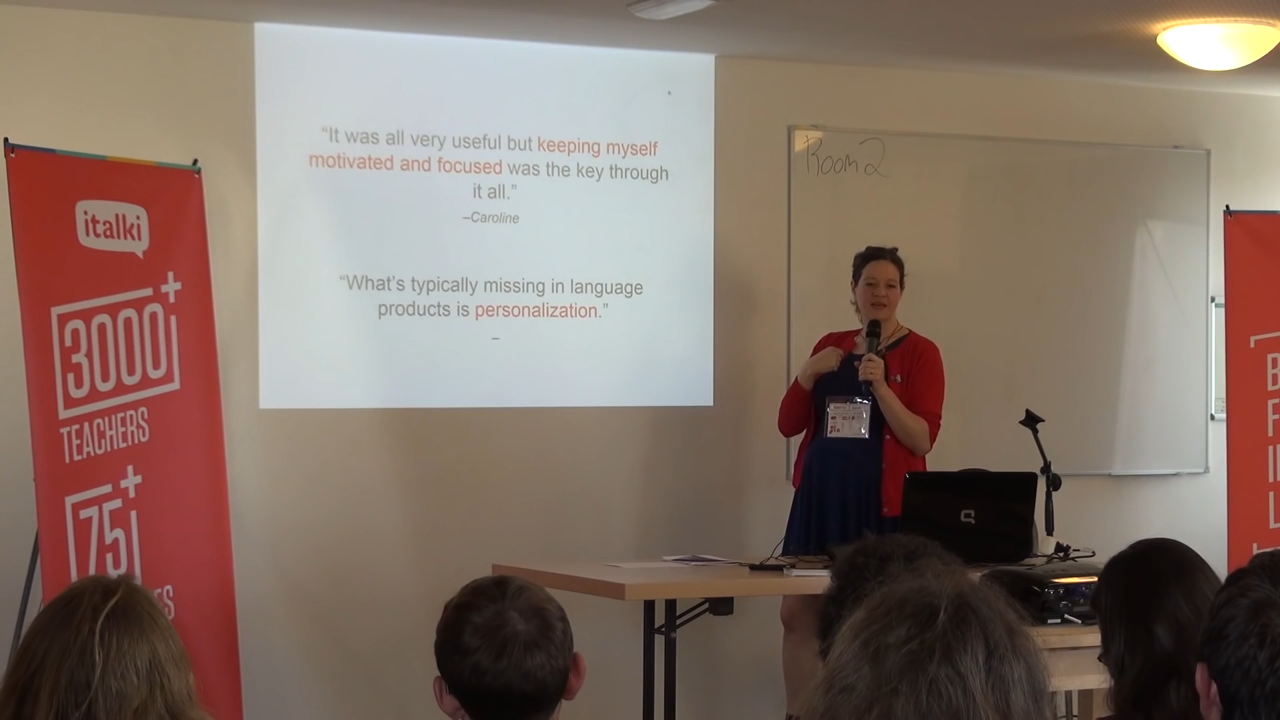 italki
3000+
TEACHERS
75+
“It was all very useful but keeping myself
motivated and focused was the key through
it all.”
–Caroline
“What's typically missing in language
products is personalization.”
–
Room 2
B
F
L